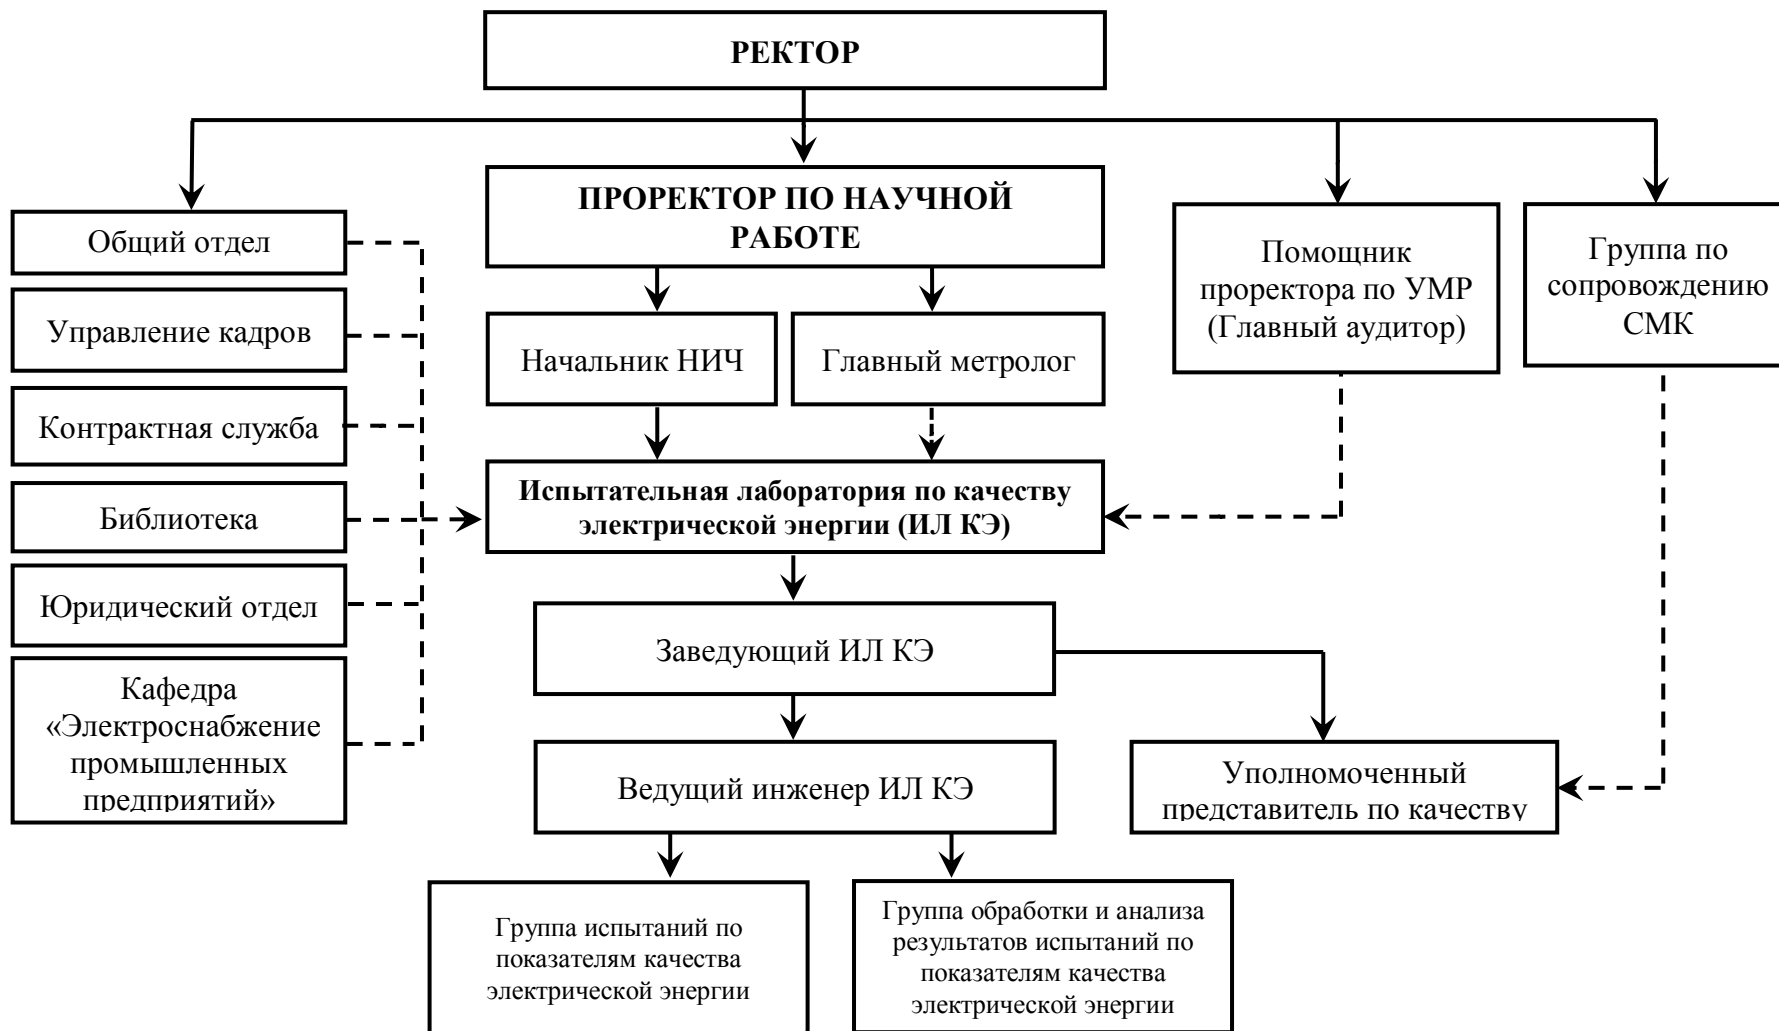 РЕКТОР
ПРОРЕКТОР ПО НАУЧНОЙ
РАБОТЕ
Общий отдел
Управление кадров
Контрактная служба
Библиотека
Юридический отдел
Кафедра
«Электроснабжение
промышленных
предприятий»
Начальник НИЧ
Главный метролог
Помощник
проректора по УМР
(Главный аудитор)
Группа по
сопровождению
СМК
Испытательная лаборатория по качеству
электрической энергии (ИЛ КЭ)
Заведующий ИЛ КЭ
Ведущий инженер ИЛ КЭ
Уполномоченный
представитель по качеству
Группа испытаний по
показателям качества
электрической энергии
Группа обработки и анализа
результатов испытаний по
показателям качества
электрической энергии